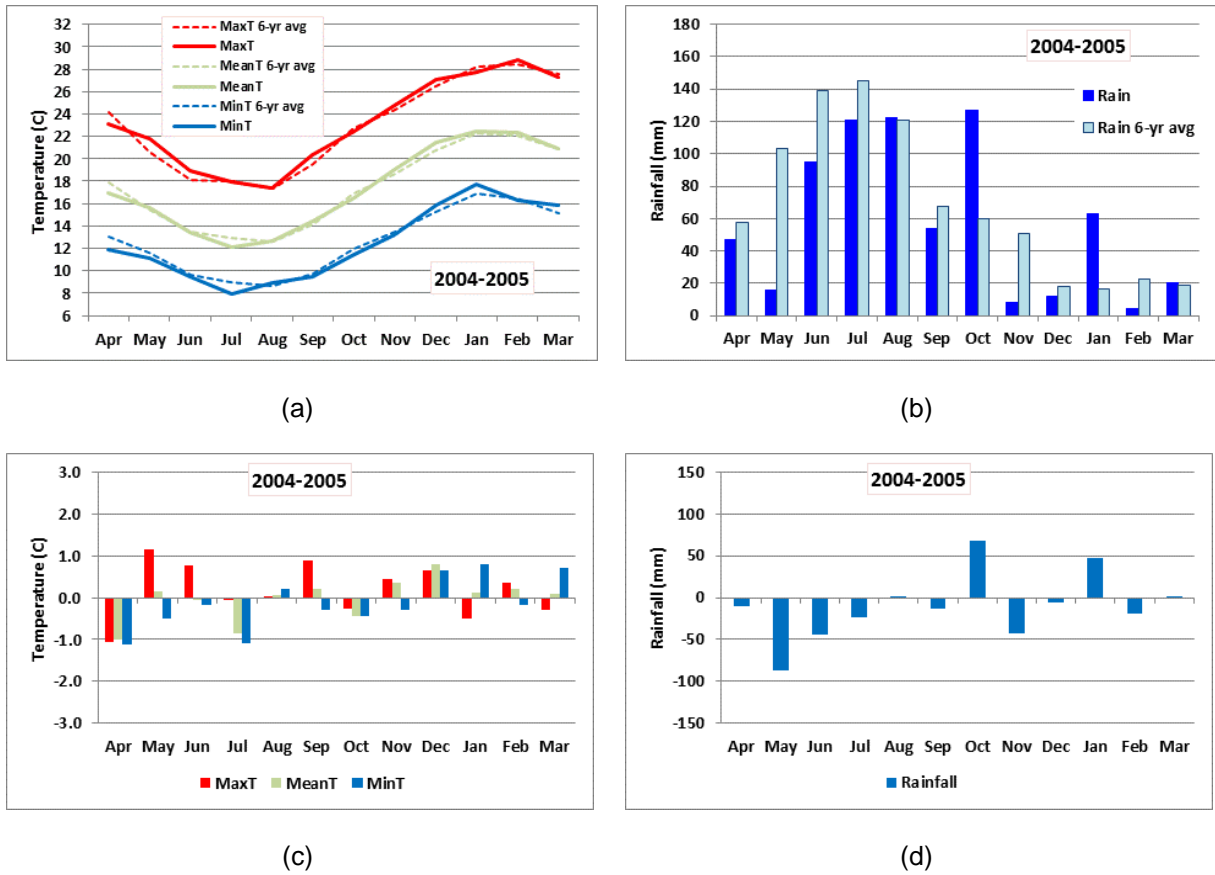 32
30
28
26
24
22
20
18
16
14
12
10
8
6
Temperature (C)
MaxT 6-yr avg
MaxT
MeanT 6-yr avg
MeanT
MinT 6-yr avg
MinT
2004-2005
Apr May Jun Jul Aug Sep Oct Nov Dec Jan Feb Mar
(a)
180
160
140
120
100
80
60
40
20
0
Rainfall (mm)
2004-2005
Rain
Rain 6-yr avg
Apr May Jun Jul Aug Sep Oct Nov Dec Jan Feb Mar
(b)
3.0
2.0
1.0
0.0
-1.0
-2.0
-3.0
Temperature (C)
2004-2005
Apr May Jun Jul Aug Sep Oct Nov Dec Jan Feb Mar
MaxT MeanT MinT
(c)
150
100
50
0
-50
-100
-150
Rainfall (mm)
2004-2005
Apr May Jun Jul Aug Sep Oct Nov Dec Jan Feb Mar
Rainfall
(d)